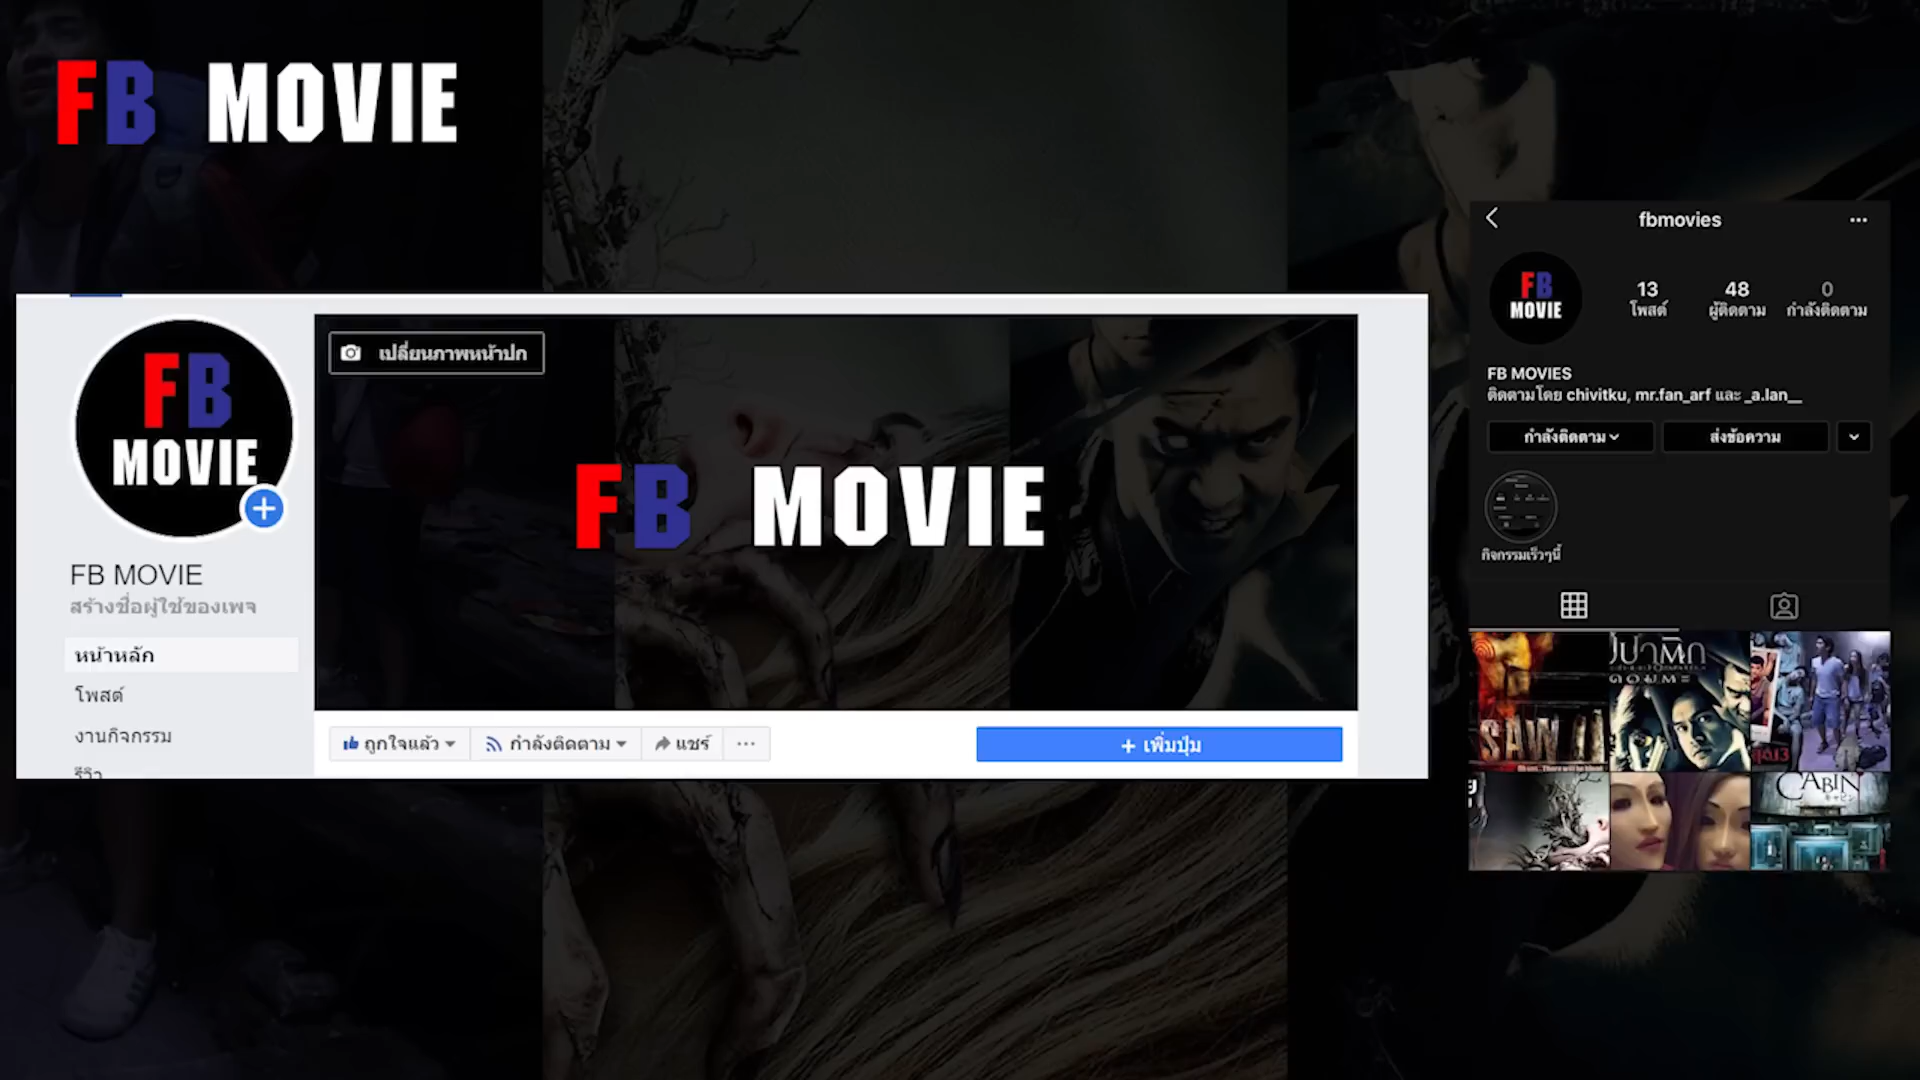 FB MOVIE
FB
MOVIE
FB MOVIE
สร้างชื่อผู้ใช้ของเพจ
หน้าหลัก
โพสต์
งานกิจกรรม
รีวิว
เปลี่ยนภาพหน้าปก
FB MOVIE
ถูกใจแล้ว
กำลังติดตาม
แชร์
+ เพิ่มปุ่ม
fbmovies
FB
MOVIE
13 48 0
โพสต์ ผู้ติดตาม กำลังติดตาม
FB MOVIES
ติดตามโดย chivitku, mr.fan_arf และ _a.lan__
กำลังติดตาม ส่งข้อความ
กิจกรรมเร็วๆนี้
SAW II
CABIN